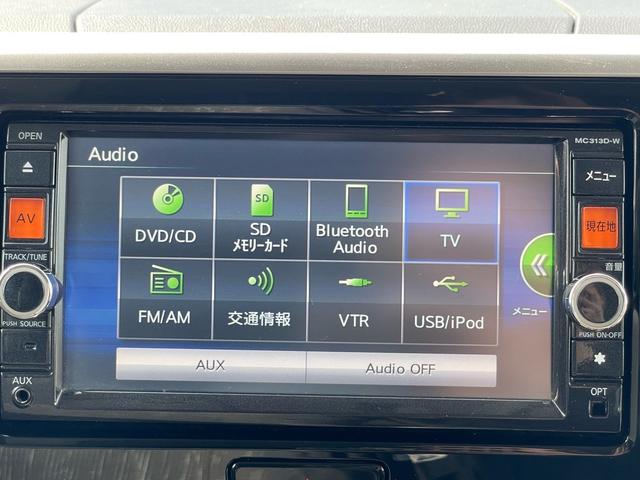 OPEN
MC313D-W
Audio
メニュー
AV
現在地
DVD/CD
SD
メモリーカード
Bluetooth
Audio
TV
TRACK/TUNE
音量
メニュー
FM/AM
交通情報
VTR
USB/iPod
PUSH SOURCE
PUSH ON-OFF
AUX
Audio OFF
AUX
OPT